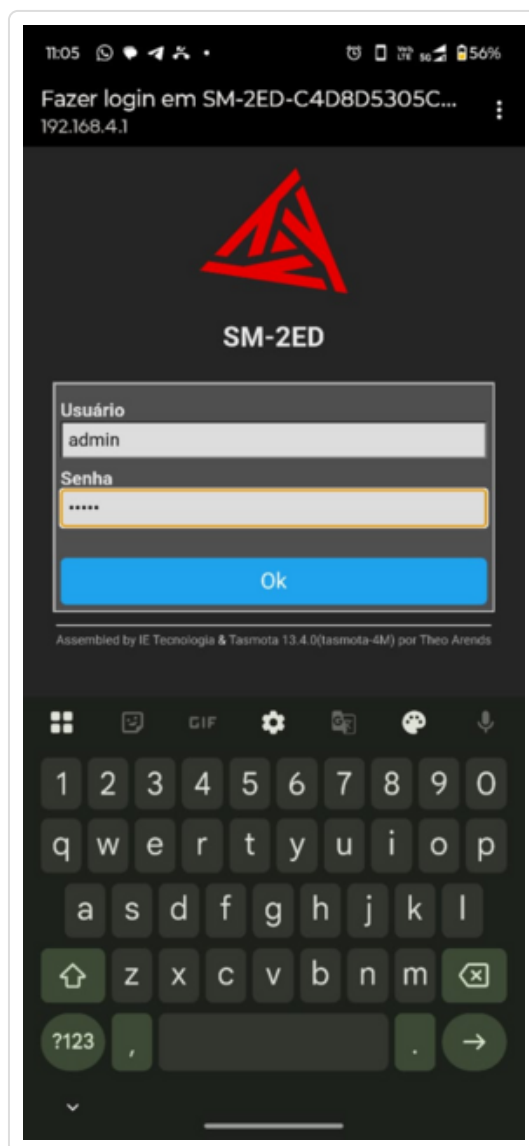 11:05 56%
Fazer login em SM-2ED-C4D8D5305C...
192.168.4.1
SM-2ED
Usuário
admin
Senha
•••••
Ok
Assembled by IE Tecnologia & Tasmota 13.4.0(tasmota-4M) por Theo Arends
GIF
1 2 3 4 5 6 7 8 9 0
q w e r t y u i o p
a s d f g h j k l
z x c v b n m
?123 , .